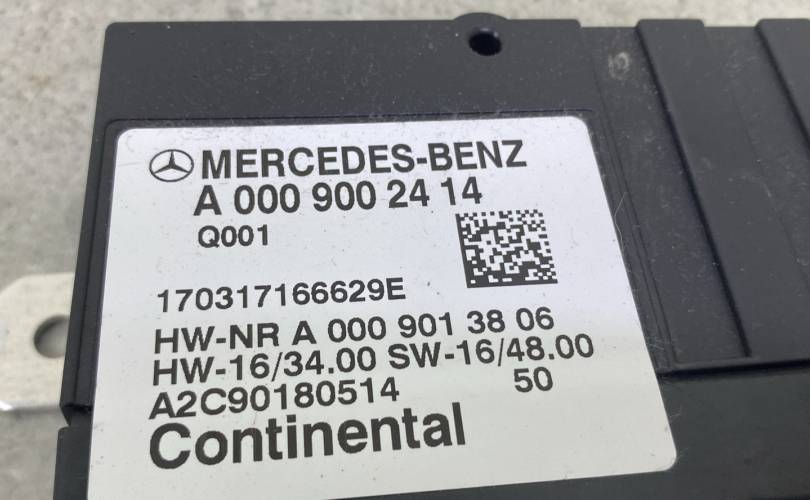 MERCEDES-BENZ
A 000 900 24 14
Q001
170317166629E
HW-NR A 000 901 38 06
HW-16/34.00 SW-16/48.00
A2C90180514 50
Continental